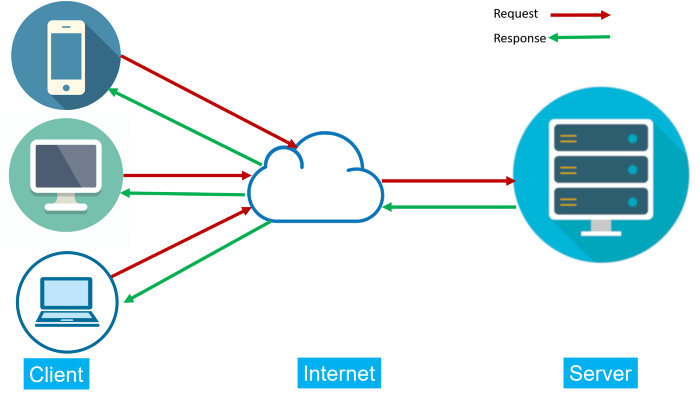 Request
Response
Client
Internet
Server